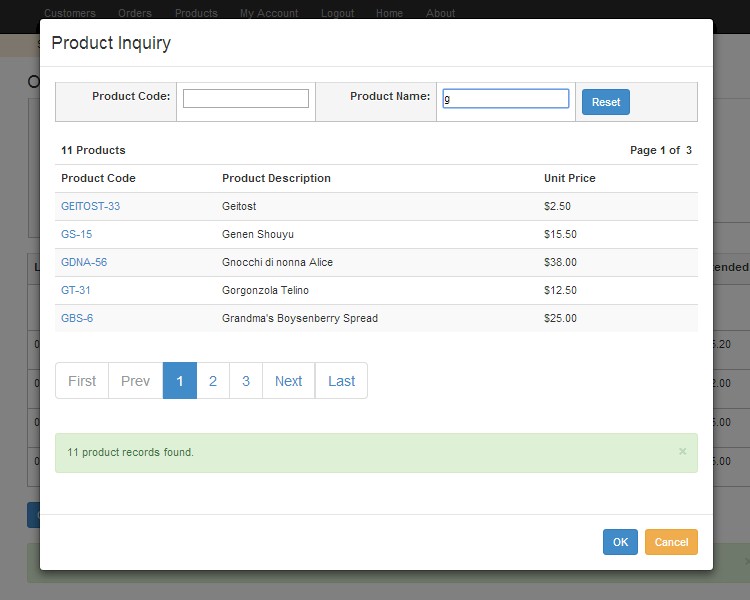 Customers Orders Products My Account Logout Home About
Product Inquiry
Product Code: Product Name: g Reset
11 Products Page 1 of 3
Product Code Product Description Unit Price
GEITOST-33 Geitost $2.50
GS-15 Genen Shouyu $15.50
GDNA-56 Gnocchi di nonna Alice $38.00
GT-31 Gorgonzola Telino $12.50
GBS-6 Grandma's Boysenberry Spread $25.00
First Prev 1 2 3 Next Last
11 product records found. ×
OK Cancel